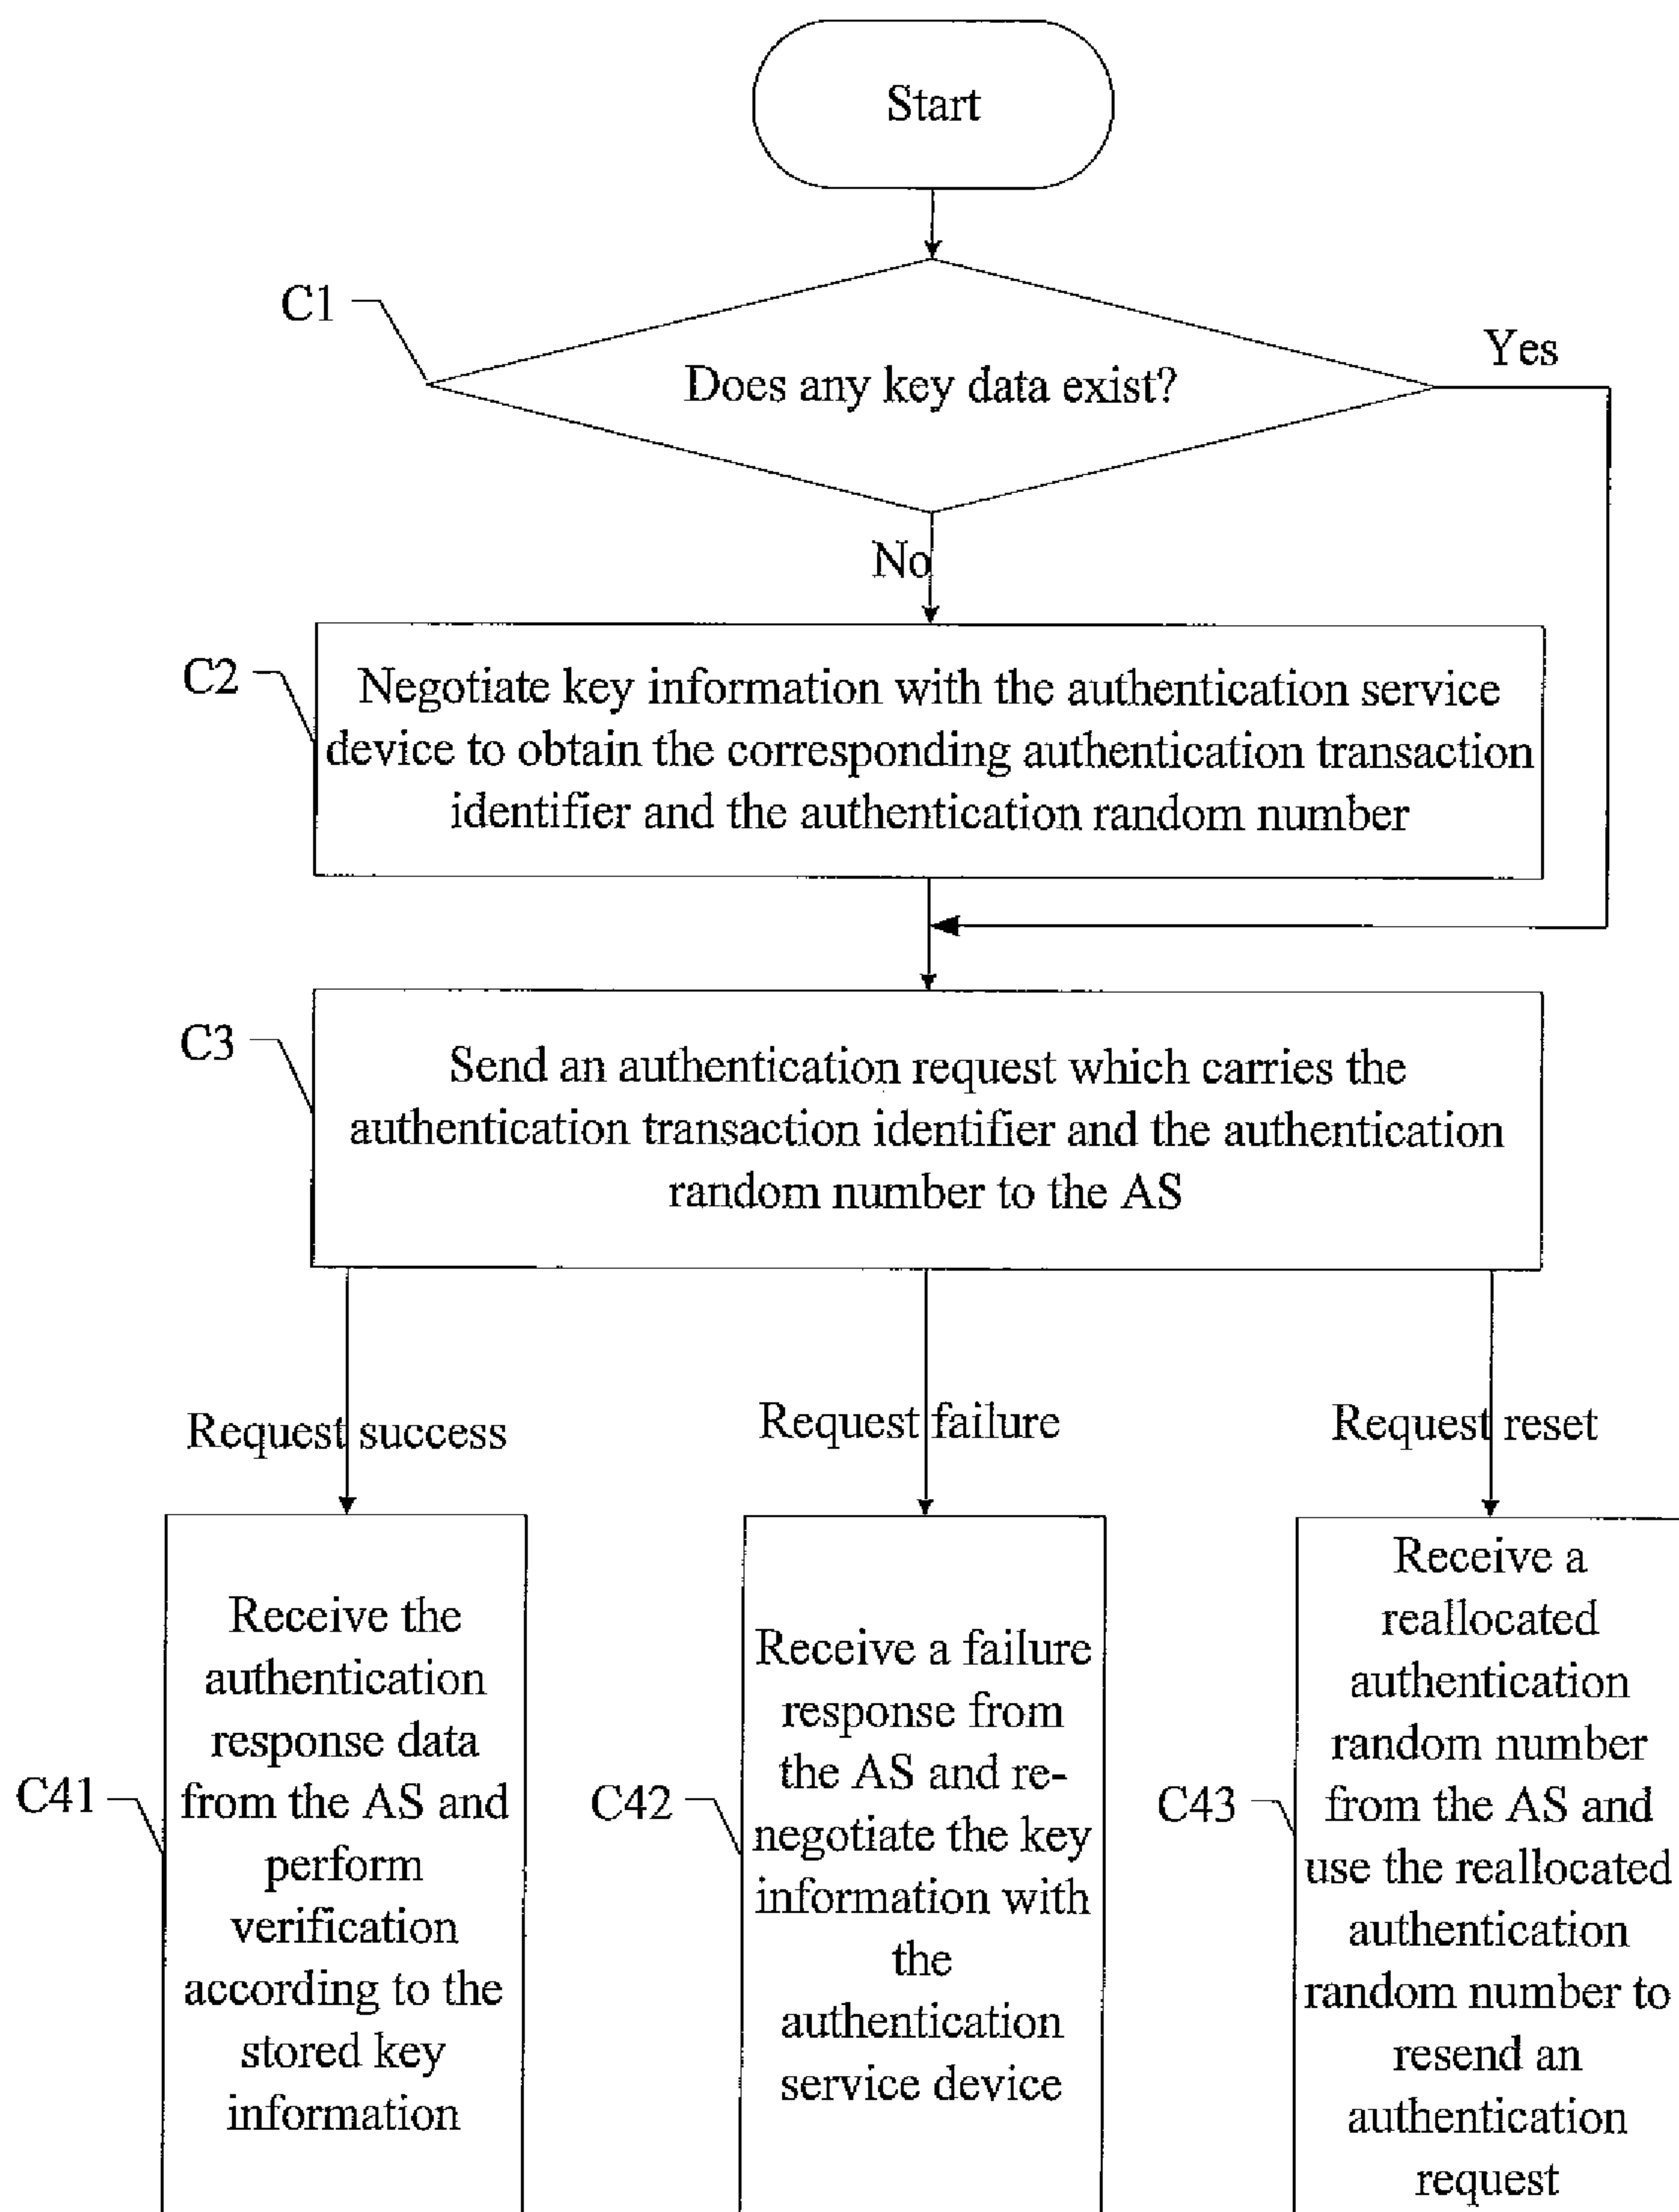 Start
C1
Does any key data exist?
Yes
No
C2
Negotiate key information with the authentication service
device to obtain the corresponding authentication transaction
identifier and the authentication random number
C3
Send an authentication request which carries the
authentication transaction identifier and the authentication
random number to the AS
Request success
Request failure
Request reset
C41
Receive the
authentication
response data
from the AS and
perform
verification
according to the
stored key
information
C42
Receive a failure
response from
the AS and re-
negotiate the key
information with
the
authentication
service device
C43
Receive a
reallocated
authentication
random number
from the AS and
use the reallocated
authentication
random number to
resend an
authentication
request